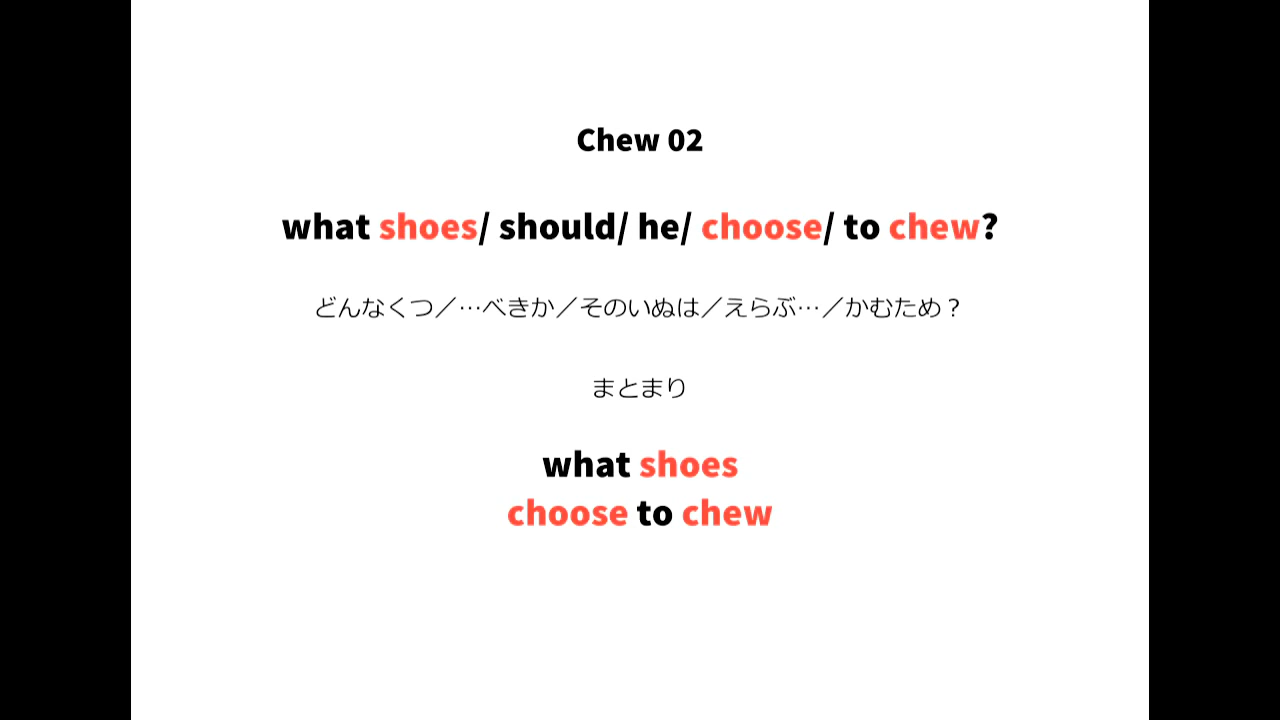 Chew 02
what shoes/ should/ he/ choose/ to chew?
どんなくつ／…べきか／そのいぬは／えらぶ…／かむため？
まとまり
what shoes
choose to chew